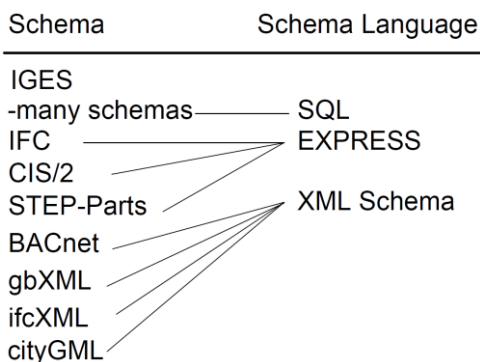 Schema Schema Language
IGES
-many schemas SQL
IFC EXPRESS
CIS/2
STEP-Parts XML Schema
BACnet
gbXML
ifcXML
cityGML